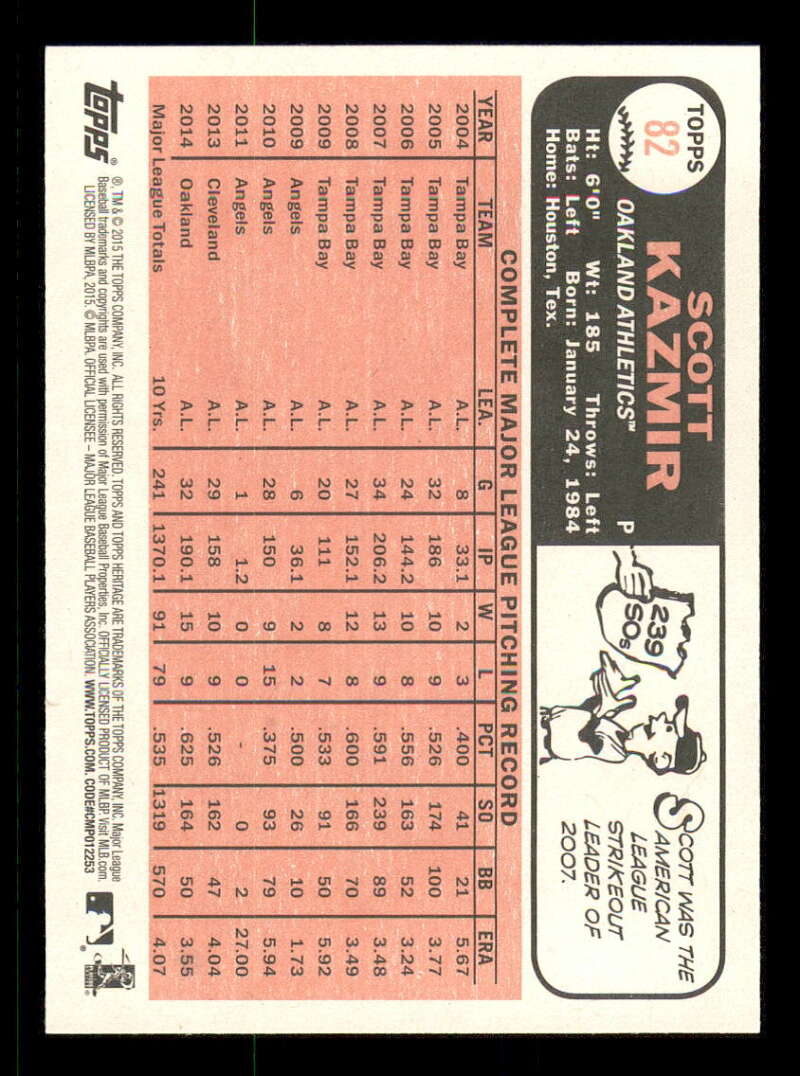 TOPPS
82
SCOTT
KAZMIR
OAKLAND ATHLETICS™ P
Ht: 6'0" Wt: 185 Throws: Left
Bats: Left Born: January 24, 1984
Home: Houston, Tex.
239
SOs
SCOTT WAS THE
AMERICAN
LEAGUE
STRIKEOUT
LEADER OF
2007.
COMPLETE MAJOR LEAGUE PITCHING RECORD
YEAR TEAM LEA. G IP W L PCT SO BB ERA
2004 Tampa Bay A.L. 8 33.1 2 3 .400 41 21 5.67
2005 Tampa Bay A.L. 32 186 10 9 .526 174 100 3.77
2006 Tampa Bay A.L. 24 144.2 10 8 .556 163 52 3.24
2007 Tampa Bay A.L. 34 206.2 13 9 .591 239 89 3.48
2008 Tampa Bay A.L. 27 152.1 12 8 .600 166 70 3.49
2009 Tampa Bay A.L. 20 111 8 7 .533 91 50 5.92
2009 Angels A.L. 6 36.1 2 2 .500 26 10 1.73
2010 Angels A.L. 28 150 9 15 .375 93 79 5.94
2011 Angels A.L. 1 1.2 0 0 - 0 2 27.00
2013 Cleveland A.L. 29 158 10 9 .526 162 47 4.04
2014 Oakland A.L. 32 190.1 15 9 .625 164 50 3.55
Major League Totals 10 Yrs. 241 1370.1 91 79 .535 1319 570 4.07
topps®
®, TM & © 2015 THE TOPPS COMPANY, INC. ALL RIGHTS RESERVED. TOPPS AND TOPPS HERITAGE ARE TRADEMARKS OF THE TOPPS COMPANY, INC. Major League
Baseball trademarks and copyrights are used with permission of Major League Baseball Properties, Inc. OFFICIALLY LICENSED PRODUCT OF MLBP. Visit MLB.com.
LICENSED BY MLBPA, 2015. © MLBPA. OFFICIAL LICENSEE – MAJOR LEAGUE BASEBALL PLAYERS ASSOCIATION. WWW.TOPPS.COM. CODE#CMP012253